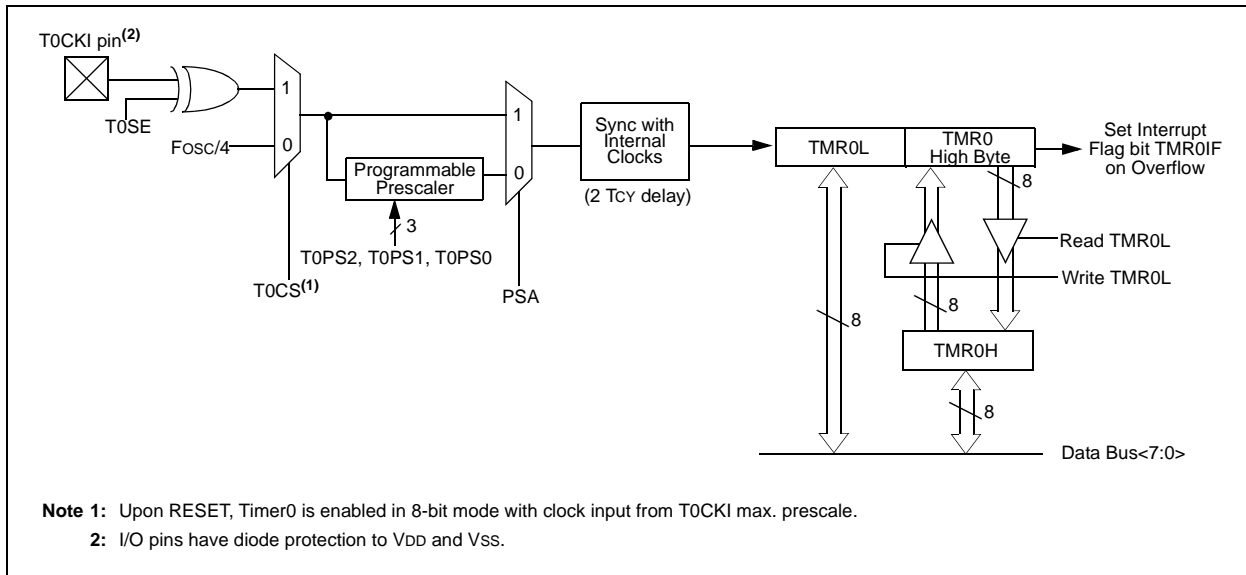 T0CKI pin(2)
T0SE
FOSC/4
1
0
T0CS(1)
Programmable
Prescaler
3
T0PS2, T0PS1, T0PS0
1
0
PSA
Sync with
Internal
Clocks
(2 TCY delay)
TMR0L
TMR0
High Byte
Set Interrupt
Flag bit TMR0IF
on Overflow
8
Read TMR0L
Write TMR0L
8
8
TMR0H
8
Data Bus<7:0>
Note 1: Upon RESET, Timer0 is enabled in 8-bit mode with clock input from T0CKI max. prescale.
2: I/O pins have diode protection to VDD and VSS.